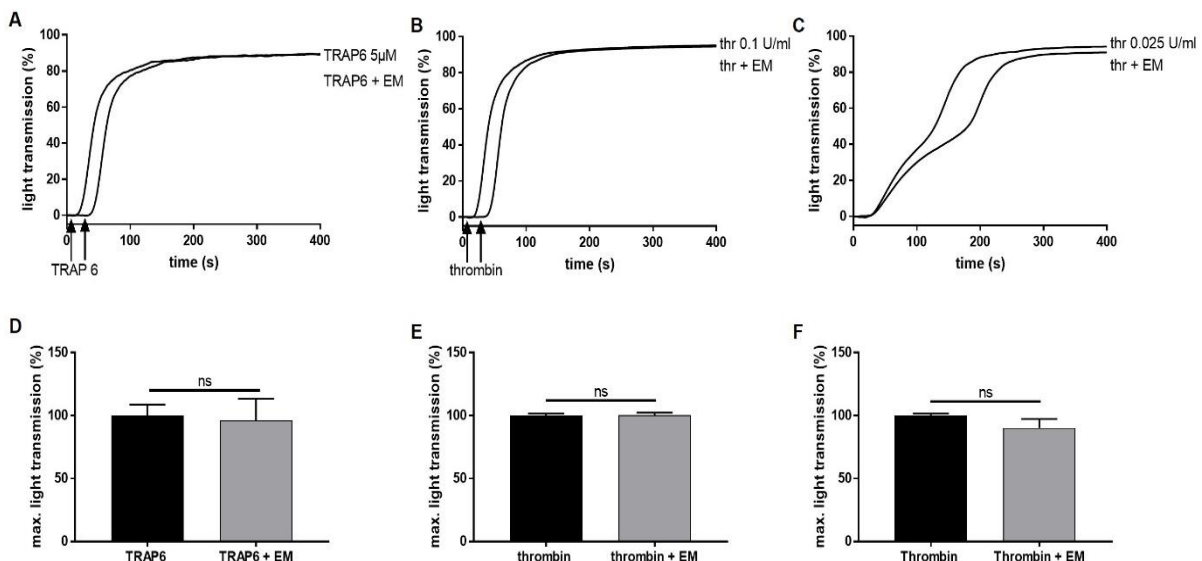 A
light transmission (%)
100
80
60
40
20
0
0
100
200
300
400
time (s)
TRAP 6
TRAP6 5µM
TRAP6 + EM
B
light transmission (%)
100
80
60
40
20
0
0
100
200
300
400
time (s)
thrombin
thr 0.1 U/ml
thr + EM
C
light transmission (%)
100
80
60
40
20
0
0
100
200
300
400
time (s)
thr 0.025 U/ml
thr + EM
D
max. light transmission (%)
150
100
50
0
ns
TRAP6
TRAP6 + EM
E
max. light transmission (%)
150
100
50
0
ns
thrombin
thrombin + EM
F
max. light transmission (%)
150
100
50
0
ns
Thrombin
Thrombin + EM